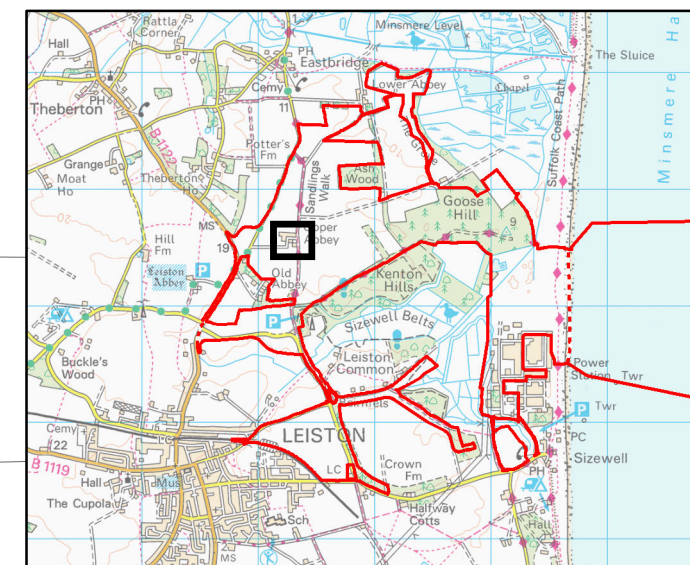 Rattla
Corner
Minsmere Level
Minsmere Ha
Hall
PH
Eastbridge
The Sluice
Cemy
Lower Abbey
Chapel
Theberton
PH
11
B 1122
Potter's
Fm
The Grove
Suffolk Coast Path
Grange
Moat
Ho
Theberton
Ho
Sandlings
Walk
Ash
Wood
Goose
Hill
9
MS
19
Upper
Abbey
Hill
Fm
Leiston
Abbey
P
Old
Abbey
Kenton
Hills
P
Sizewell Belts
Buckle's
Wood
Leiston
Common
Power
Station
Twr
P
Twr
Cemy
22
LEISTON
PC
Sizewell
B 1119
LC
Crown
Fm
PH
Hall
Mus
The Cupola
Halfway
Cotts
Sch
Hall
MS